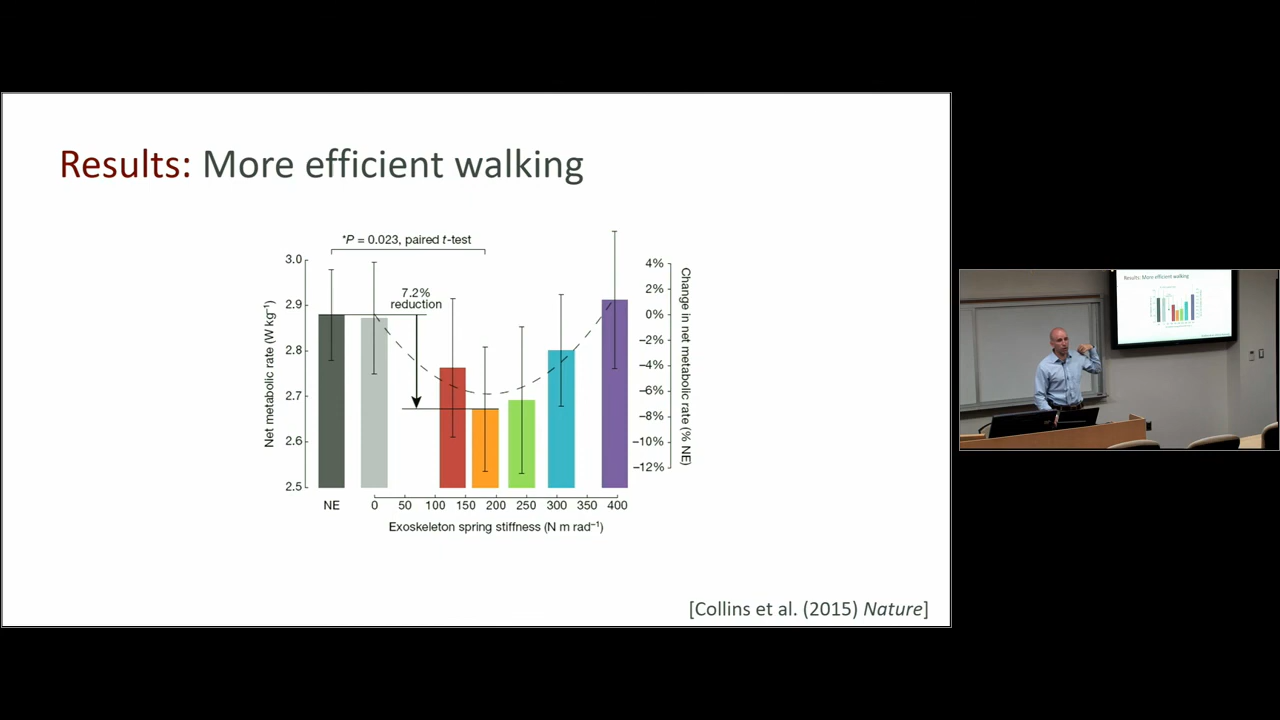 Results: More efficient walking
*P = 0.023, paired t-test
3.0
2.9
2.8
2.7
2.6
2.5
Net metabolic rate (W kg⁻¹)
7.2%
reduction
4%
2%
0%
−2%
−4%
−6%
−8%
−10%
−12%
Change in net metabolic rate (% NE)
NE 0 50 100 150 200 250 300 350 400
Exoskeleton spring stiffness (N m rad⁻¹)
[Collins et al. (2015) Nature]
Results: More efficient walking